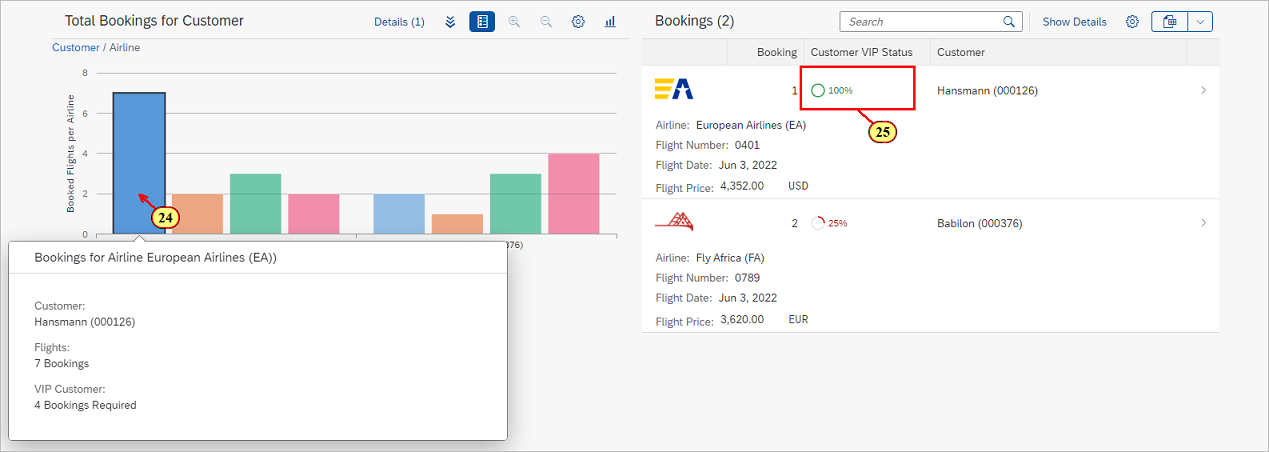 Total Bookings for Customer
Details (1)
Customer / Airline
Booked Flights per Airline
8
6
4
2
0
24
376)
Bookings for Airline European Airlines (EA))
Customer:
Hansmann (000126)
Flights:
7 Bookings
VIP Customer:
4 Bookings Required
Bookings (2)
Search
Show Details
Booking Customer VIP Status Customer
EA
1 100% Hansmann (000126)
25
Airline: European Airlines (EA)
Flight Number: 0401
Flight Date: Jun 3, 2022
Flight Price: 4,352.00 USD
2 25% Babilon (000376)
Airline: Fly Africa (FA)
Flight Number: 0789
Flight Date: Jun 3, 2022
Flight Price: 3,620.00 EUR